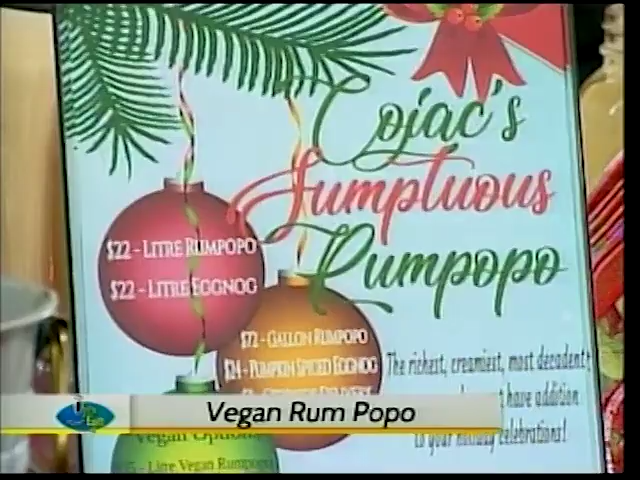 Cojac's
Sumptuous
Rumpopo
$22 - LITRE RUMPOPO
$22 - LITRE EGGNOG
$72 - GALLON RUMPOPO
$24 - PUMPKIN SPICED EGGNOG
The richest, creamiest, most decadent
have addition
to your holiday celebrations!
Vegan Rum Popo
Vegan Options
- Litre Vegan Rumpopo